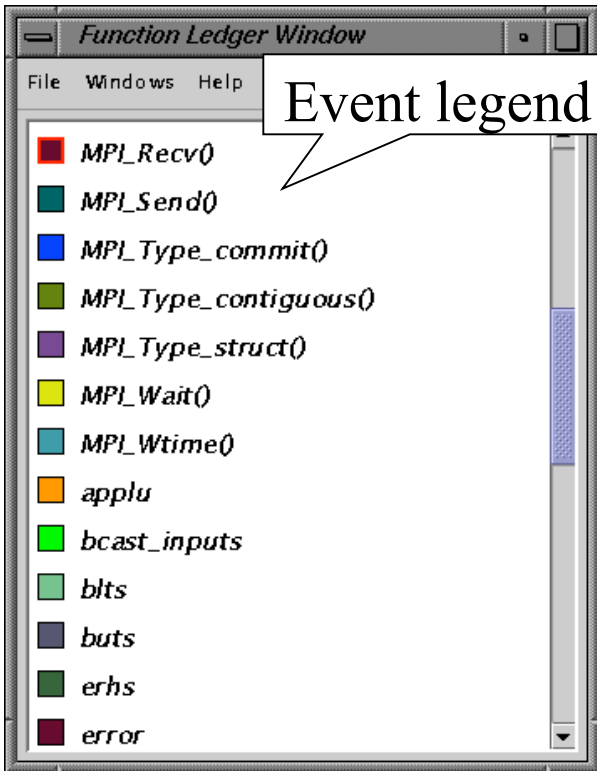 Function Ledger Window
File Windows Help
Event legend
MPI_Recv()
MPI_Send()
MPI_Type_commit()
MPI_Type_contiguous()
MPI_Type_struct()
MPI_Wait()
MPI_Wtime()
applu
bcast_inputs
blts
buts
erhs
error